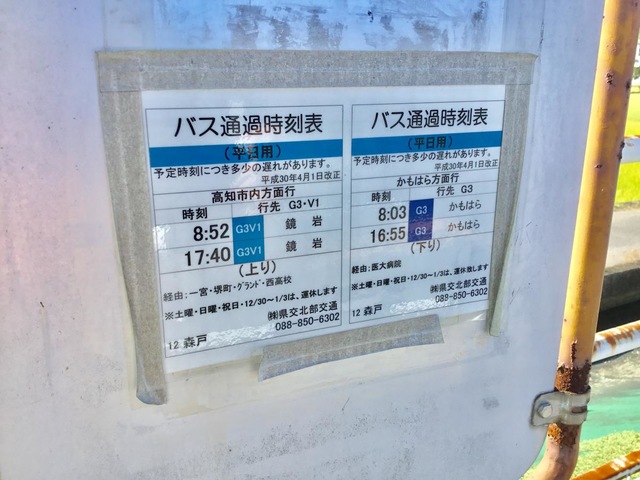 バス通過時刻表
(平日用)
予定時刻につき多少の遅れがあります。
平成30年4月1日改正
高知市内方面行
時刻 行先 G3・V1
8:52 G3V1 鏡 岩
17:40 G3V1 鏡 岩
(上り)
経由:一宮・堺町・グランド・西高校
※土曜・日曜・祝日・12/30~1/3は、運休します
㈱県交北部交通
088-850-6302
12 森戸
バス通過時刻表
(平日用)
予定時刻につき多少の遅れがあります。
平成30年4月1日改正
かもはら方面行
時刻 行先 G3
8:03 G3 かもはら
16:55 G3 かもはら
(下り)
経由:医大病院
※土曜・日曜・祝日・12/30~1/3は、運休致します
㈱県交北部交通
088-850-6302
12 森戸